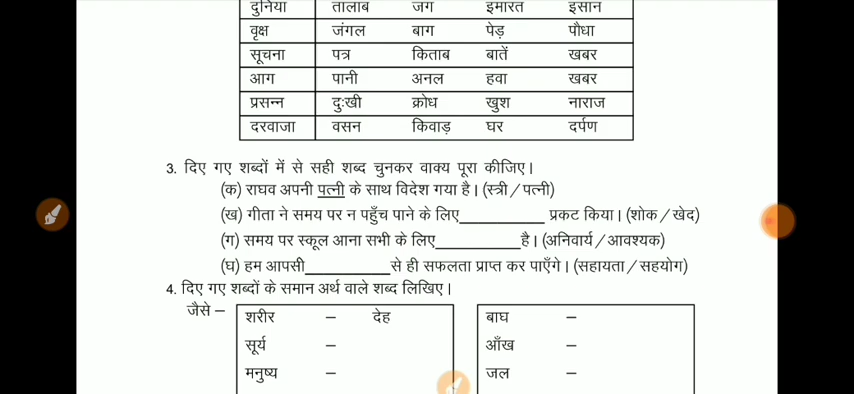 दुनिया तालाब जग इमारत इंसान
वृक्ष जंगल बाग पेड़ पौधा
सूचना पत्र किताब बातें खबर
आग पानी अनल हवा खबर
प्रसन्न दुःखी क्रोध खुश नाराज
दरवाजा वसन किवाड़ घर दर्पण
3. दिए गए शब्दों में से सही शब्द चुनकर वाक्य पूरा कीजिए।
(क) राघव अपनी पत्नी के साथ विदेश गया है। (स्त्री / पत्नी)
(ख) गीता ने समय पर न पहुँच पाने के लिए__________ प्रकट किया। (शोक / खेद)
(ग) समय पर स्कूल आना सभी के लिए__________है। (अनिवार्य / आवश्यक)
(घ) हम आपसी__________से ही सफलता प्राप्त कर पाएँगे। (सहायता / सहयोग)
4. दिए गए शब्दों के समान अर्थ वाले शब्द लिखिए।
जैसे –
शरीर – देह
सूर्य –
मनुष्य –
बाघ –
आँख –
जल –